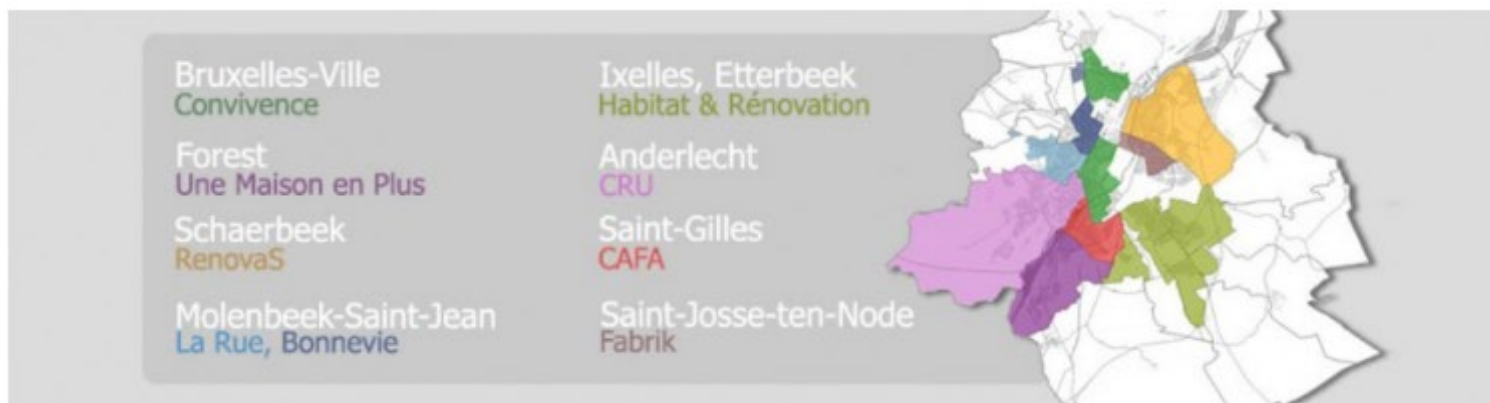 Bruxelles-Ville
Convivence
Forest
Une Maison en Plus
Schaerbeek
RenovaS
Molenbeek-Saint-Jean
La Rue, Bonnevie
Ixelles, Etterbeek
Habitat & Rénovation
Anderlecht
CRU
Saint-Gilles
CAFA
Saint-Josse-ten-Node
Fabrik